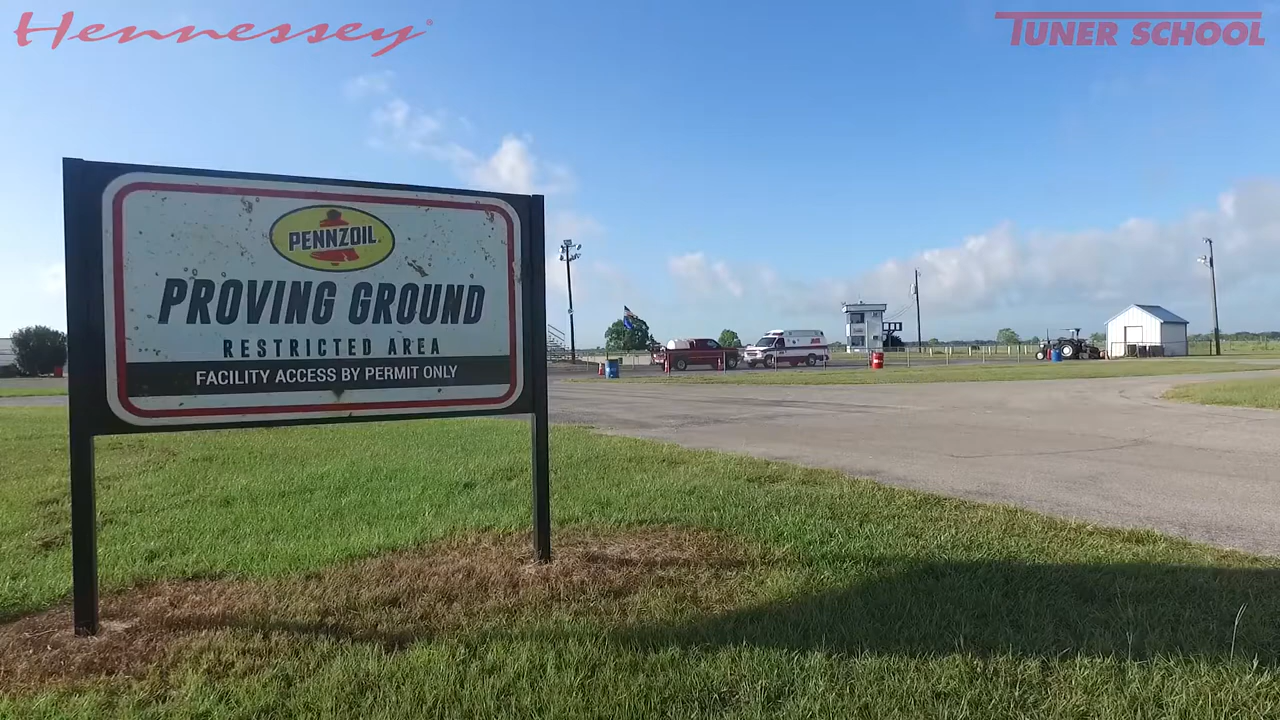 Hennessey®
TUNER SCHOOL
PENNZOIL
PROVING GROUND
RESTRICTED AREA
FACILITY ACCESS BY PERMIT ONLY